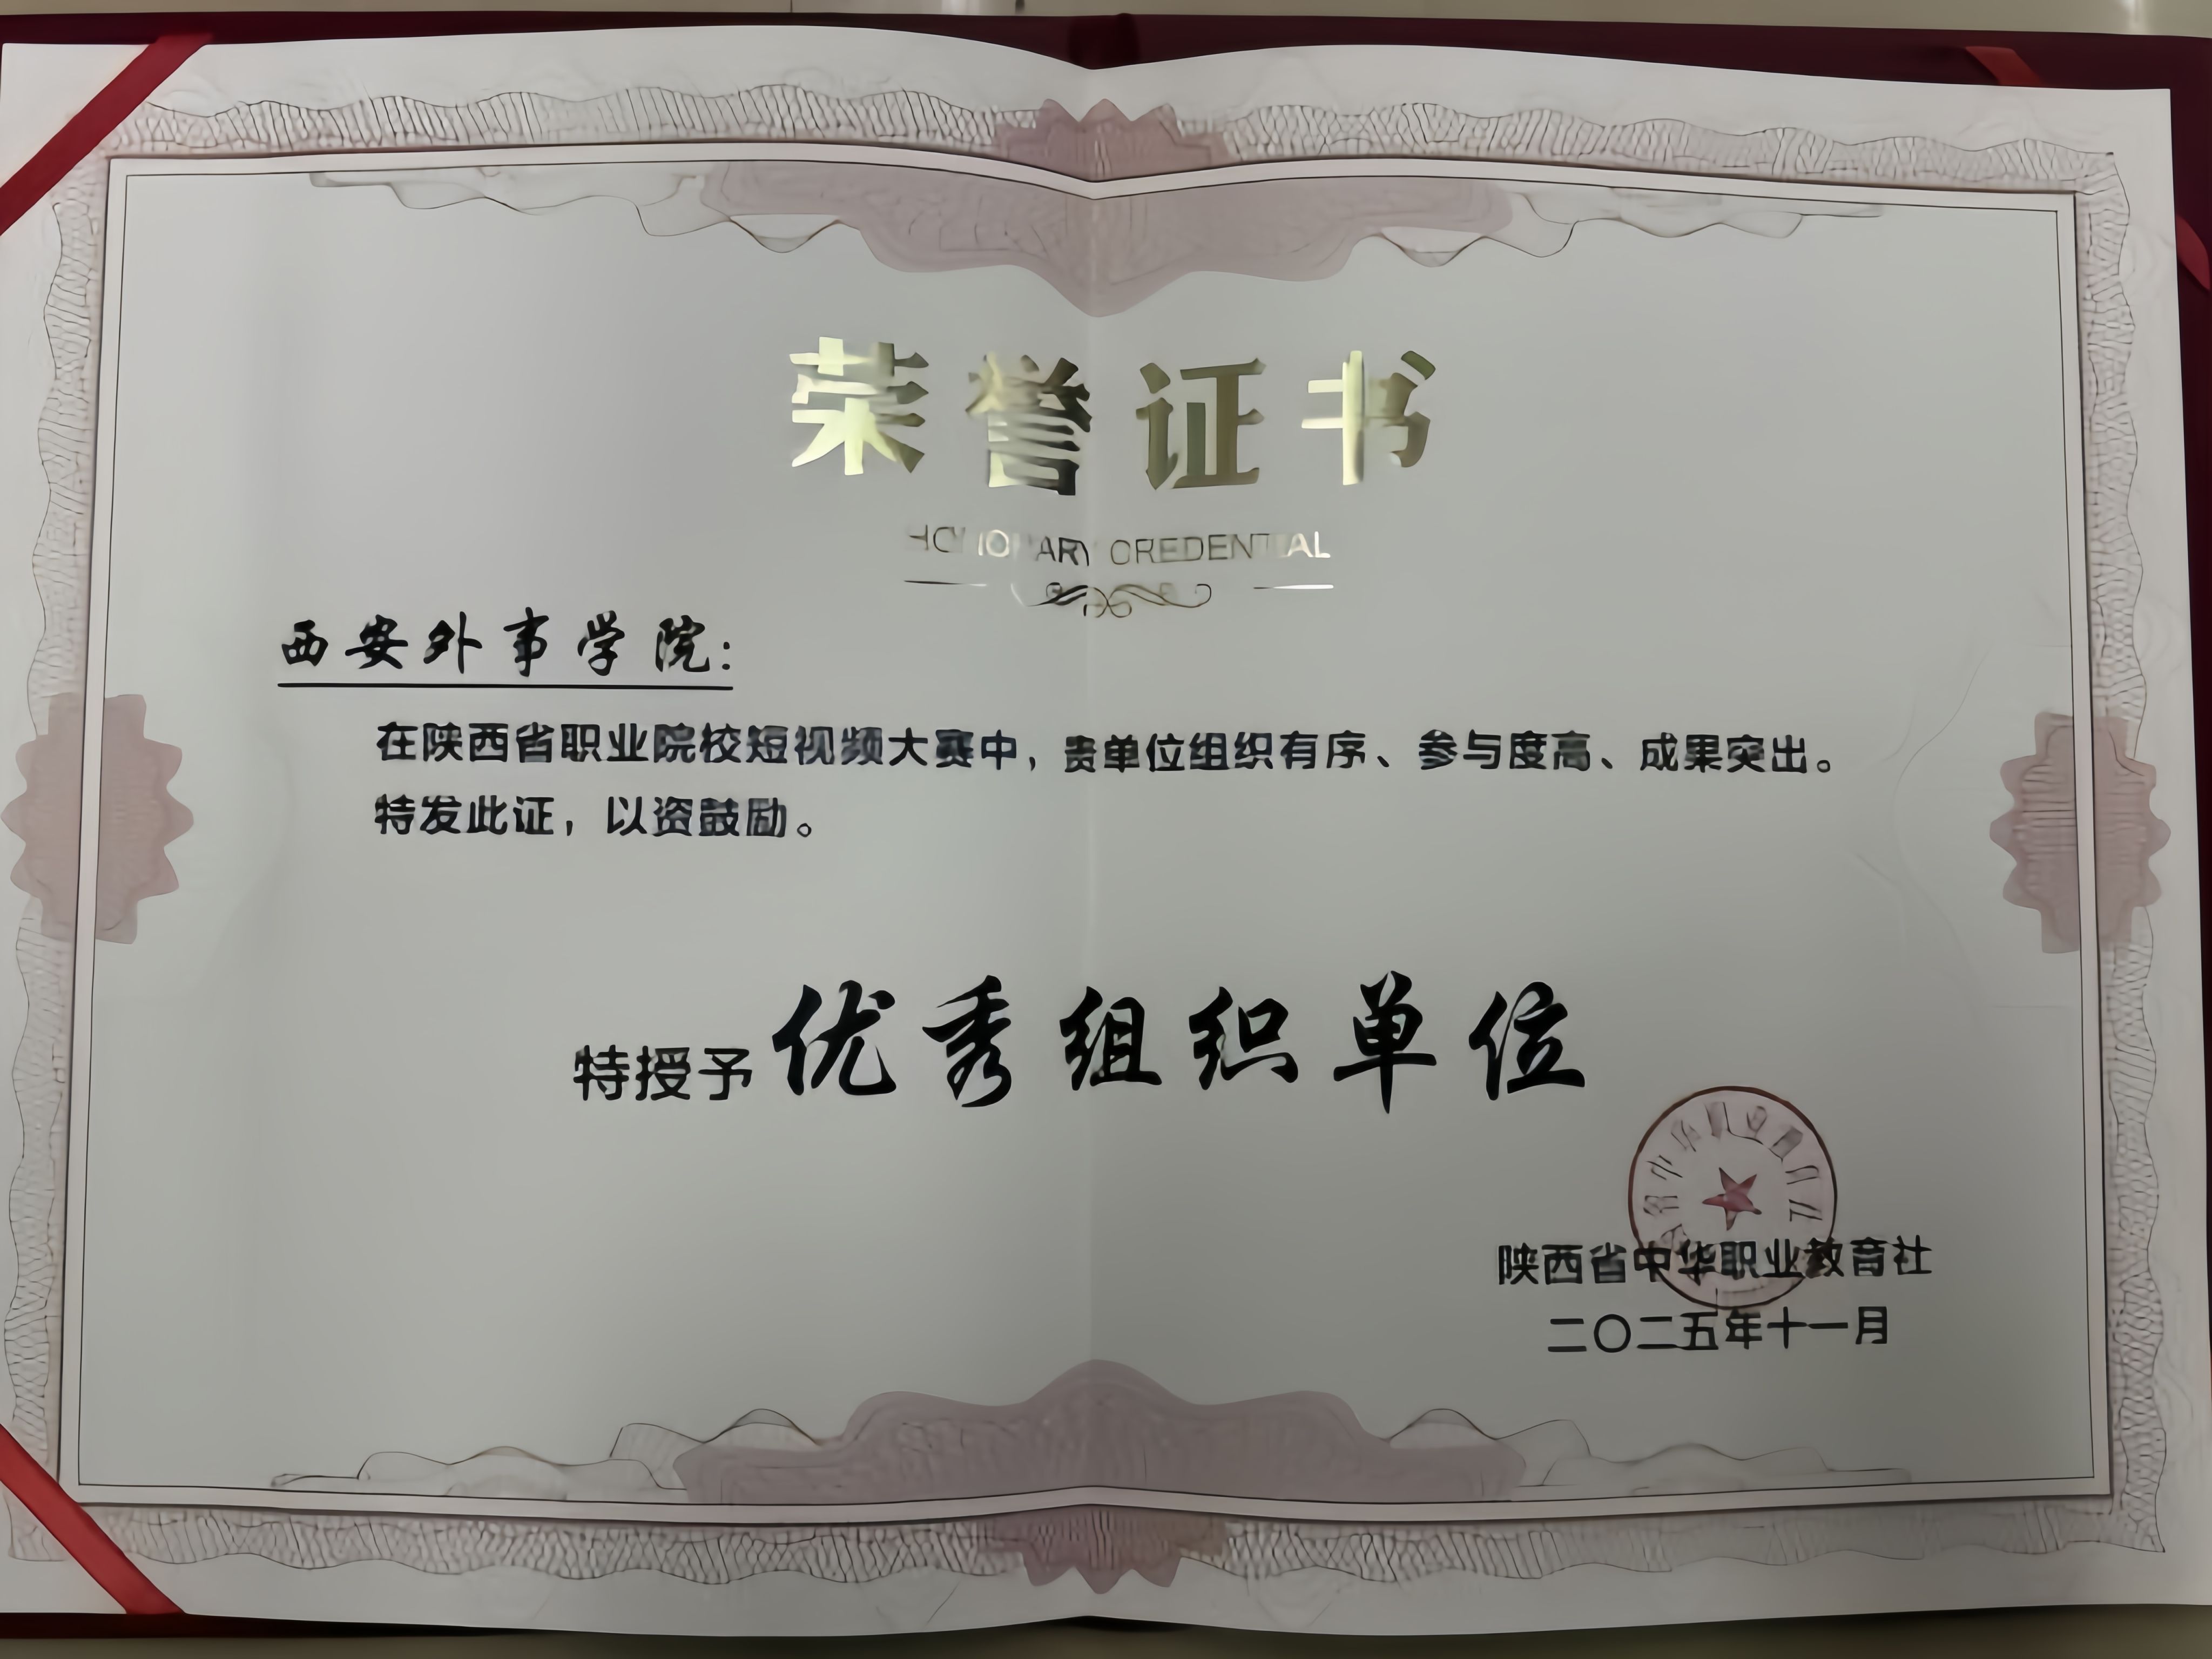 荣誉证书
HONORARY CREDENTIAL
西安外事学院：
在陕西省职业院校短视频大赛中，贵单位组织有序、参与度高、成果突出。
特发此证，以资鼓励。
特授予优秀组织单位
陕西省中华职业教育社
二〇二五年十一月